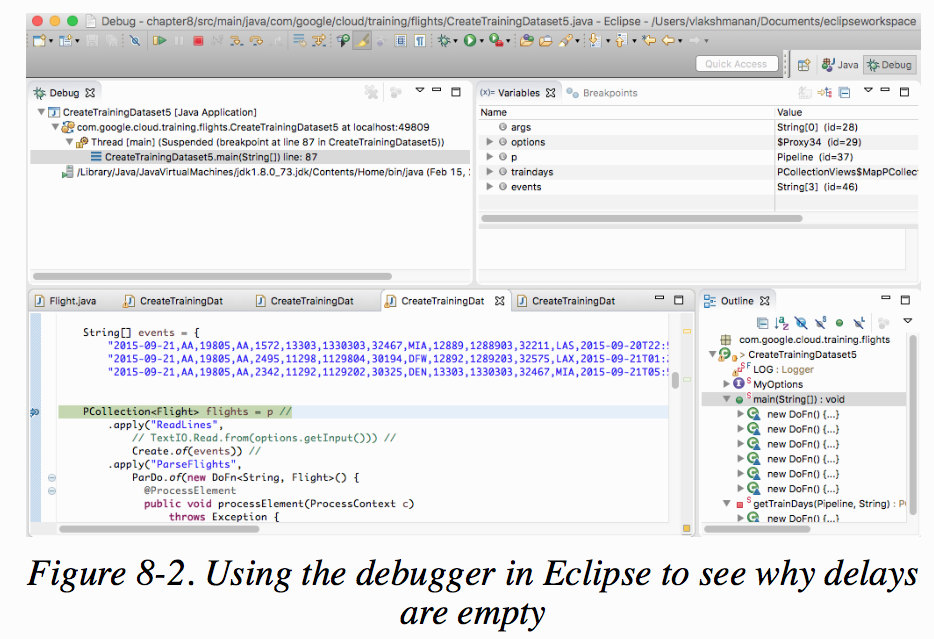 Debug - chapter8/src/main/java/com/google/cloud/training/flights/CreateTrainingDataset5.java - Eclipse - /Users/vlakshmanan/Documents/eclipseworkspace
Quick Access
Java
Debug
Debug
CreateTrainingDataset5 [Java Application]
com.google.cloud.training.flights.CreateTrainingDataset5 at localhost:49809
Thread [main] (Suspended (breakpoint at line 87 in CreateTrainingDataset5))
CreateTrainingDataset5.main(String[]) line: 87
/Library/Java/JavaVirtualMachines/jdk1.8.0_73.jdk/Contents/Home/bin/java (Feb 15, 
(x)= Variables
Breakpoints
Name Value
args String[0] (id=28)
options $Proxy34 (id=29)
p Pipeline (id=37)
traindays PCollectionViews$MapPCollect
events String[3] (id=46)
Flight.java
CreateTrainingDat
CreateTrainingDat
CreateTrainingDat
CreateTrainingDat
String[] events = {
"2015-09-21,AA,19805,AA,1572,13303,1330303,32467,MIA,12889,1288903,32211,LAS,2015-09-20T22:
"2015-09-21,AA,19805,AA,2495,11298,1129804,30194,DFW,12892,1289203,32575,LAX,2015-09-21T01:
"2015-09-21,AA,19805,AA,2342,11292,1129202,30325,DEN,13303,1330303,32467,MIA,2015-09-21T05:
PCollection<Flight> flights = p //
.apply("ReadLines",
// TextIO.Read.from(options.getInput())) //
Create.of(events)) //
.apply("ParseFlights",
ParDo.of(new DoFn<String, Flight>() {
@ProcessElement
public void processElement(ProcessContext c)
throws Exception {
Outline
com.google.cloud.training.flights
CreateTrainingDataset5
LOG : Logger
MyOptions
main(String[]) : void
new DoFn() {...}
new DoFn() {...}
new DoFn() {...}
new DoFn() {...}
new DoFn() {...}
new DoFn() {...}
getTrainDays(Pipeline, String) :
new DoFn() {...}
Figure 8-2. Using the debugger in Eclipse to see why delays
are empty